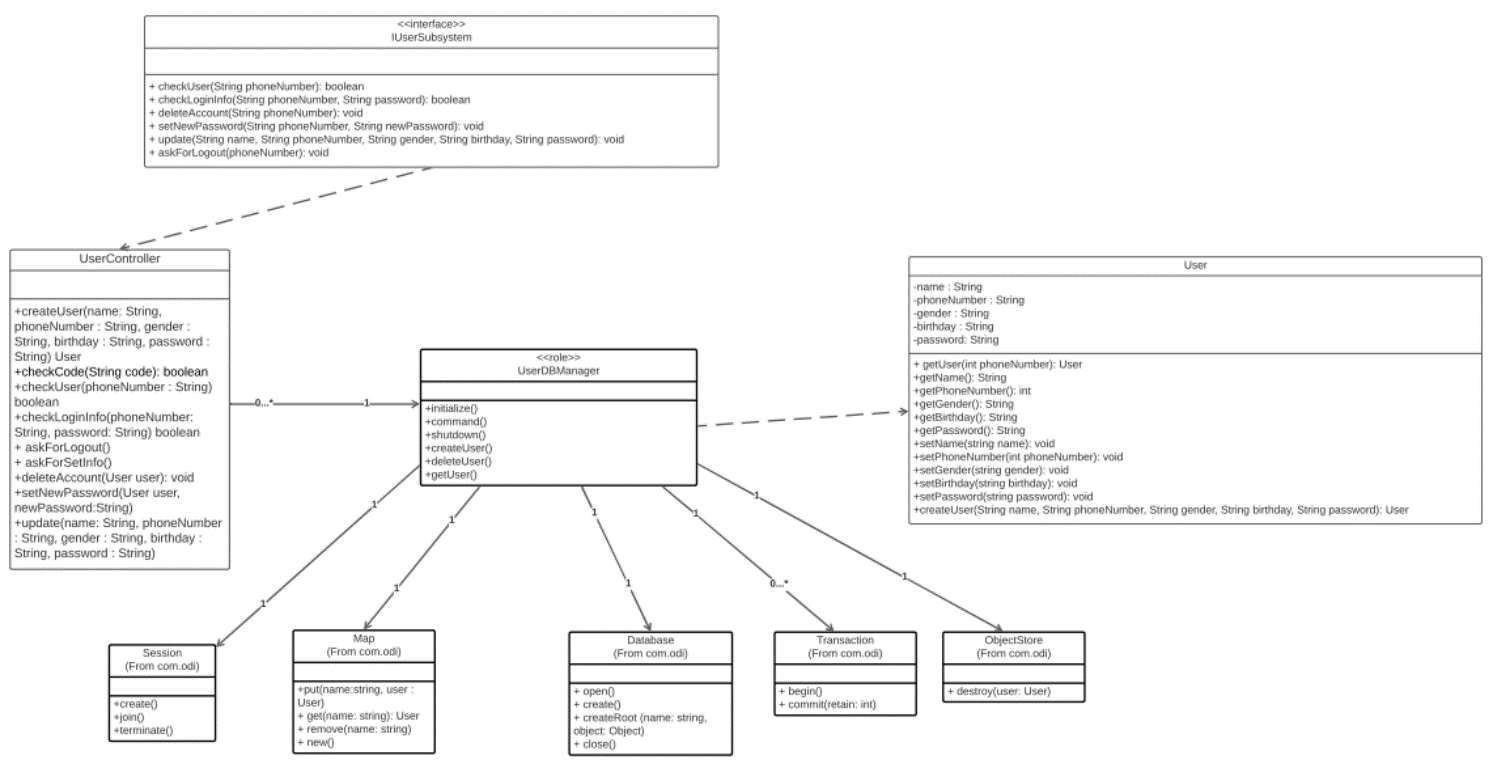 <<interface>>
IUserSubsystem
+ checkUser(String phoneNumber): boolean
+ checkLoginInfo(String phoneNumber, String password): boolean
+ deleteAccount(String phoneNumber): void
+ setNewPassword(String phoneNumber, String newPassword): void
+ update(String name, String phoneNumber, String gender, String birthday, String password): void
+ askForLogout(phoneNumber): void
UserController
+createUser(name: String,
phoneNumber : String, gender :
String, birthday : String, password :
String) User
+checkCode(String code): boolean
+checkUser(phoneNumber : String)
boolean
+checkLoginInfo(phoneNumber:
String, password: String) boolean
+ askForLogout()
+ askForSetInfo()
+deleteAccount(User user): void
+setNewPassword(User user,
newPassword:String)
+update(name: String, phoneNumber
: String, gender : String, birthday :
String, password : String)
0...*
1
<<role>>
UserDBManager
+initialize()
+command()
+shutdown()
+createUser()
+deleteUser()
+getUser()
User
-name : String
-phoneNumber : String
-gender : String
-birthday : String
-password: String
+ getUser(int phoneNumber): User
+getName(): String
+getPhoneNumber(): int
+getGender(): String
+getBirthday(): String
+getPassword(): String
+setName(string name): void
+setPhoneNumber(int phoneNumber): void
+setGender(string gender): void
+setBirthday(string birthday): void
+setPassword(string password): void
+createUser(String name, String phoneNumber, String gender, String birthday, String password): User
1
1
1
1
1
1
1
1
0...*
1
Session
(From com.odi)
+create()
+join()
+terminate()
Map
(From com.odi)
+put(name:string, user :
User)
+ get(name: string): User
+ remove(name: string)
+ new()
Database
(From com.odi)
+ open()
+ create()
+ createRoot (name: string,
object: Object)
+ close()
Transaction
(From com.odi)
+ begin()
+ commit(retain: int)
ObjectStore
(From com.odi)
+ destroy(user: User)